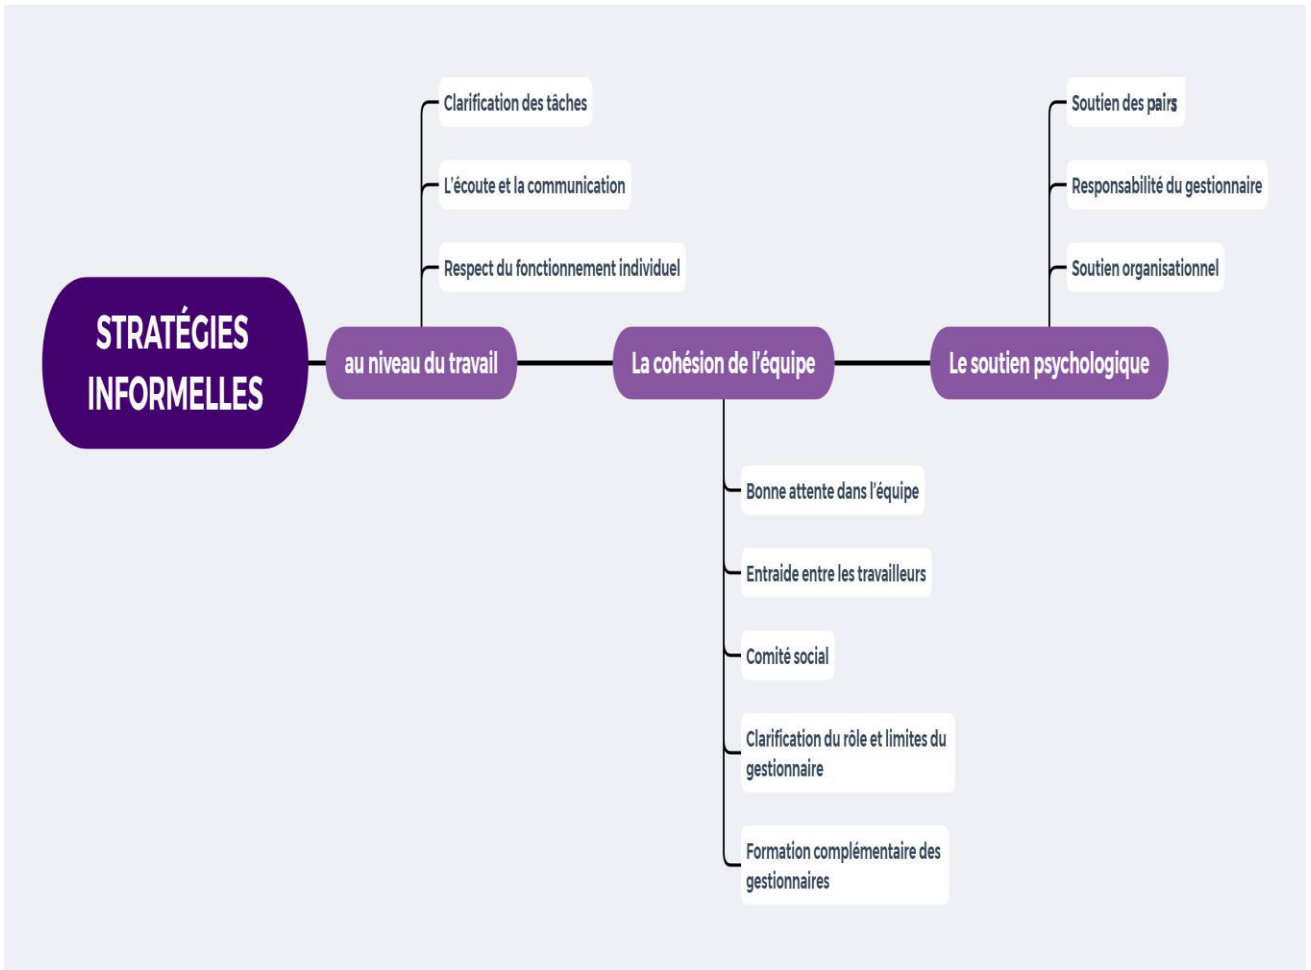 STRATÉGIES
INFORMELLES
au niveau du travail
Clarification des tâches
L'écoute et la communication
Respect du fonctionnement individuel
La cohésion de l'équipe
Bonne attente dans l'équipe
Entraide entre les travailleurs
Comité social
Clarification du rôle et limites du
gestionnaire
Formation complémentaire des
gestionnaires
Le soutien psychologique
Soutien des pairs
Responsabilité du gestionnaire
Soutien organisationnel